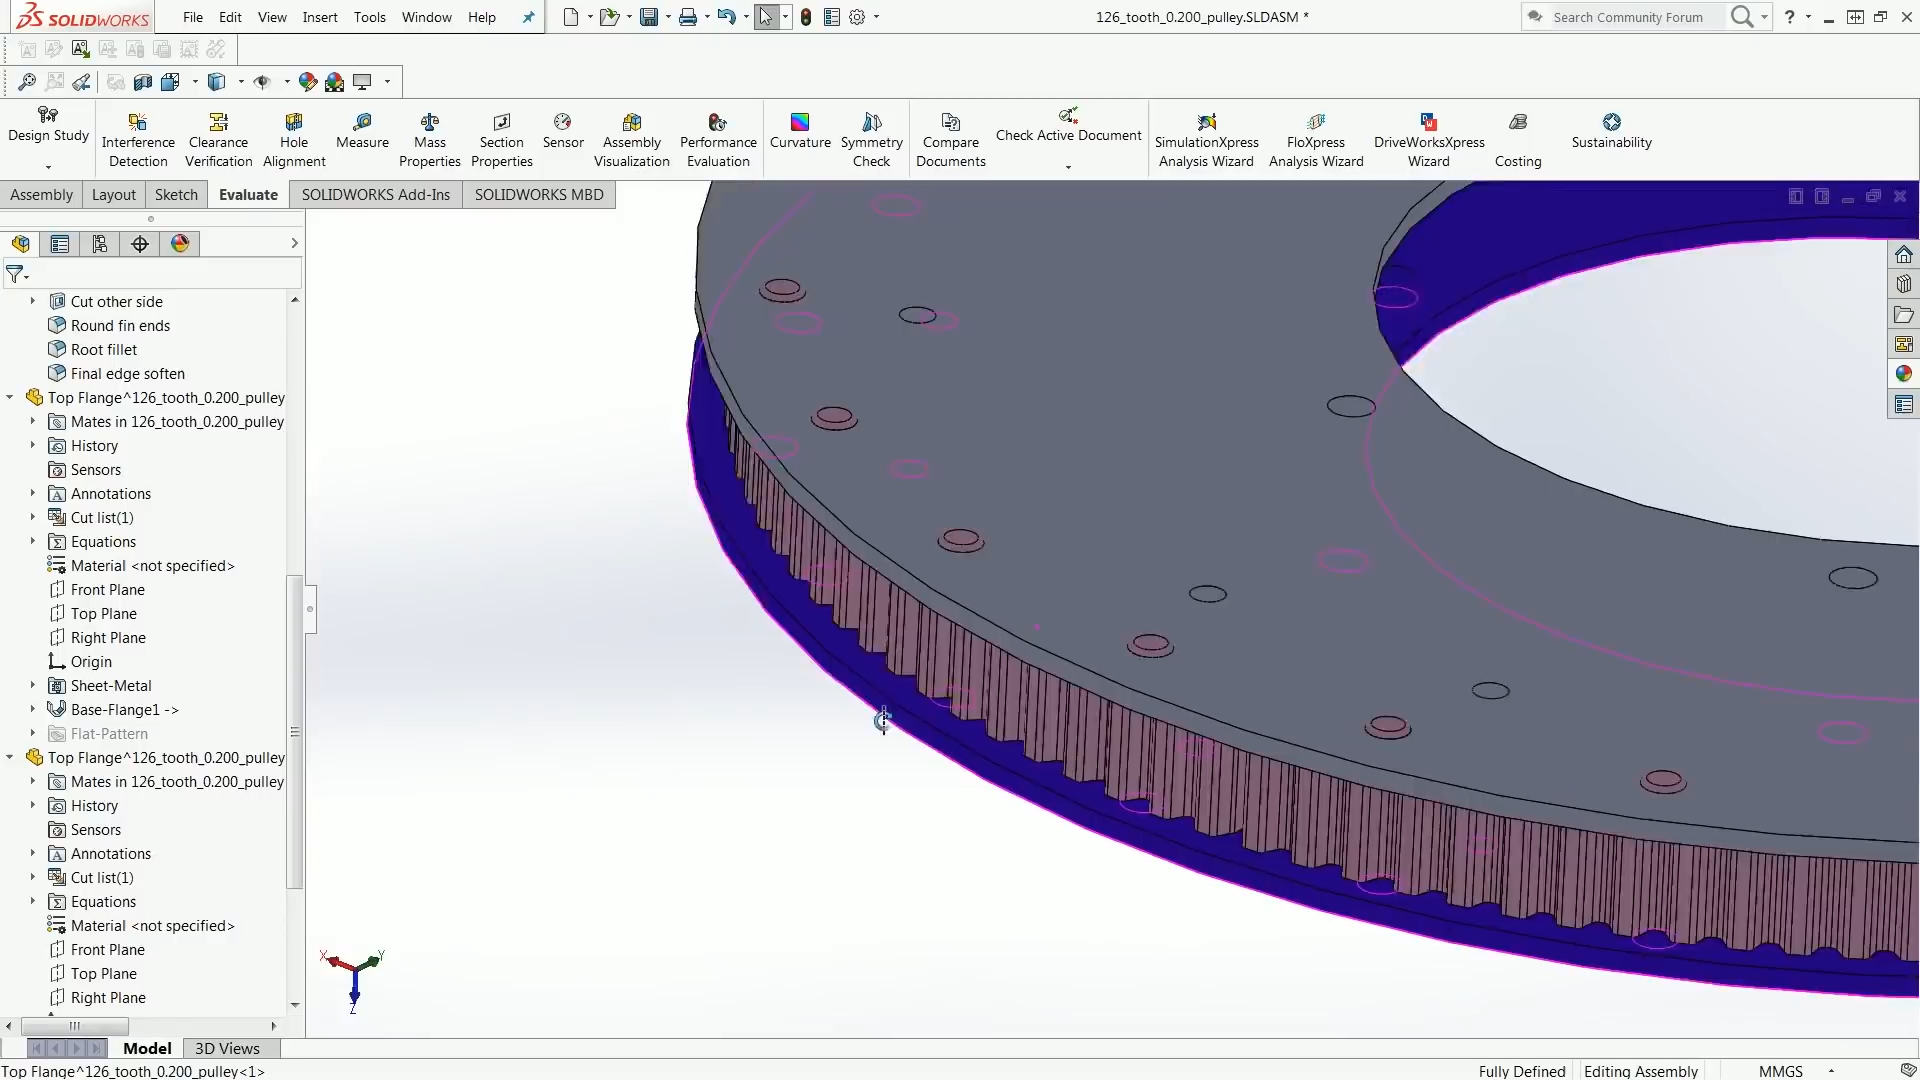 SOLIDWORKS
File Edit View Insert Tools Window Help
126_tooth_0.200_pulley.SLDASM *
Search Community Forum
Design Study
Interference Detection
Clearance Verification
Hole Alignment
Measure
Mass Properties
Section Properties
Sensor
Assembly Visualization
Performance Evaluation
Curvature
Symmetry Check
Compare Documents
Check Active Document
SimulationXpress Analysis Wizard
FloXpress Analysis Wizard
DriveWorksXpress Wizard
Costing
Sustainability
Assembly Layout Sketch Evaluate SOLIDWORKS Add-Ins SOLIDWORKS MBD
Cut other side
Round fin ends
Root fillet
Final edge soften
Top Flange^126_tooth_0.200_pulley
Mates in 126_tooth_0.200_pulley
History
Sensors
Annotations
Cut list(1)
Equations
Material <not specified>
Front Plane
Top Plane
Right Plane
Origin
Sheet-Metal
Base-Flange1 ->
Flat-Pattern
Top Flange^126_tooth_0.200_pulley
Mates in 126_tooth_0.200_pulley
History
Sensors
Annotations
Cut list(1)
Equations
Material <not specified>
Front Plane
Top Plane
Right Plane
X Y
Z
Model 3D Views
Top Flange^126_tooth_0.200_pulley<1>
Fully Defined Editing Assembly MMGS